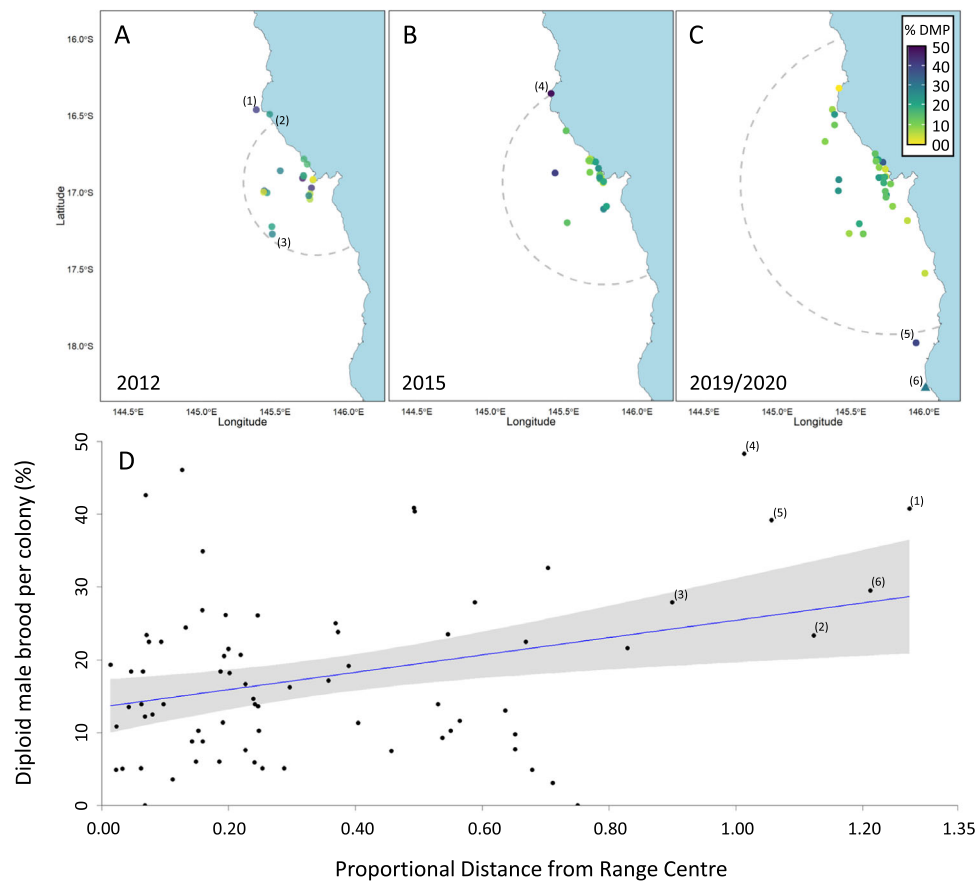 A
B
C
% DMP
50
40
30
20
10
00
16.0°S
16.5°S
17.0°S
17.5°S
18.0°S
Latitude
(1)
(2)
(3)
(4)
(5)
(6)
2012
2015
2019/2020
144.5°E 145.0°E 145.5°E 146.0°E
144.5°E 145.0°E 145.5°E 146.0°E
144.5°E 145.0°E 145.5°E 146.0°E
Longitude
Longitude
Longitude
D
Diploid male brood per colony (%)
50
40
30
20
10
0
(4)
(1)
(5)
(3)
(6)
(2)
0.00 0.20 0.40 0.60 0.80 1.00 1.20 1.35
Proportional Distance from Range Centre